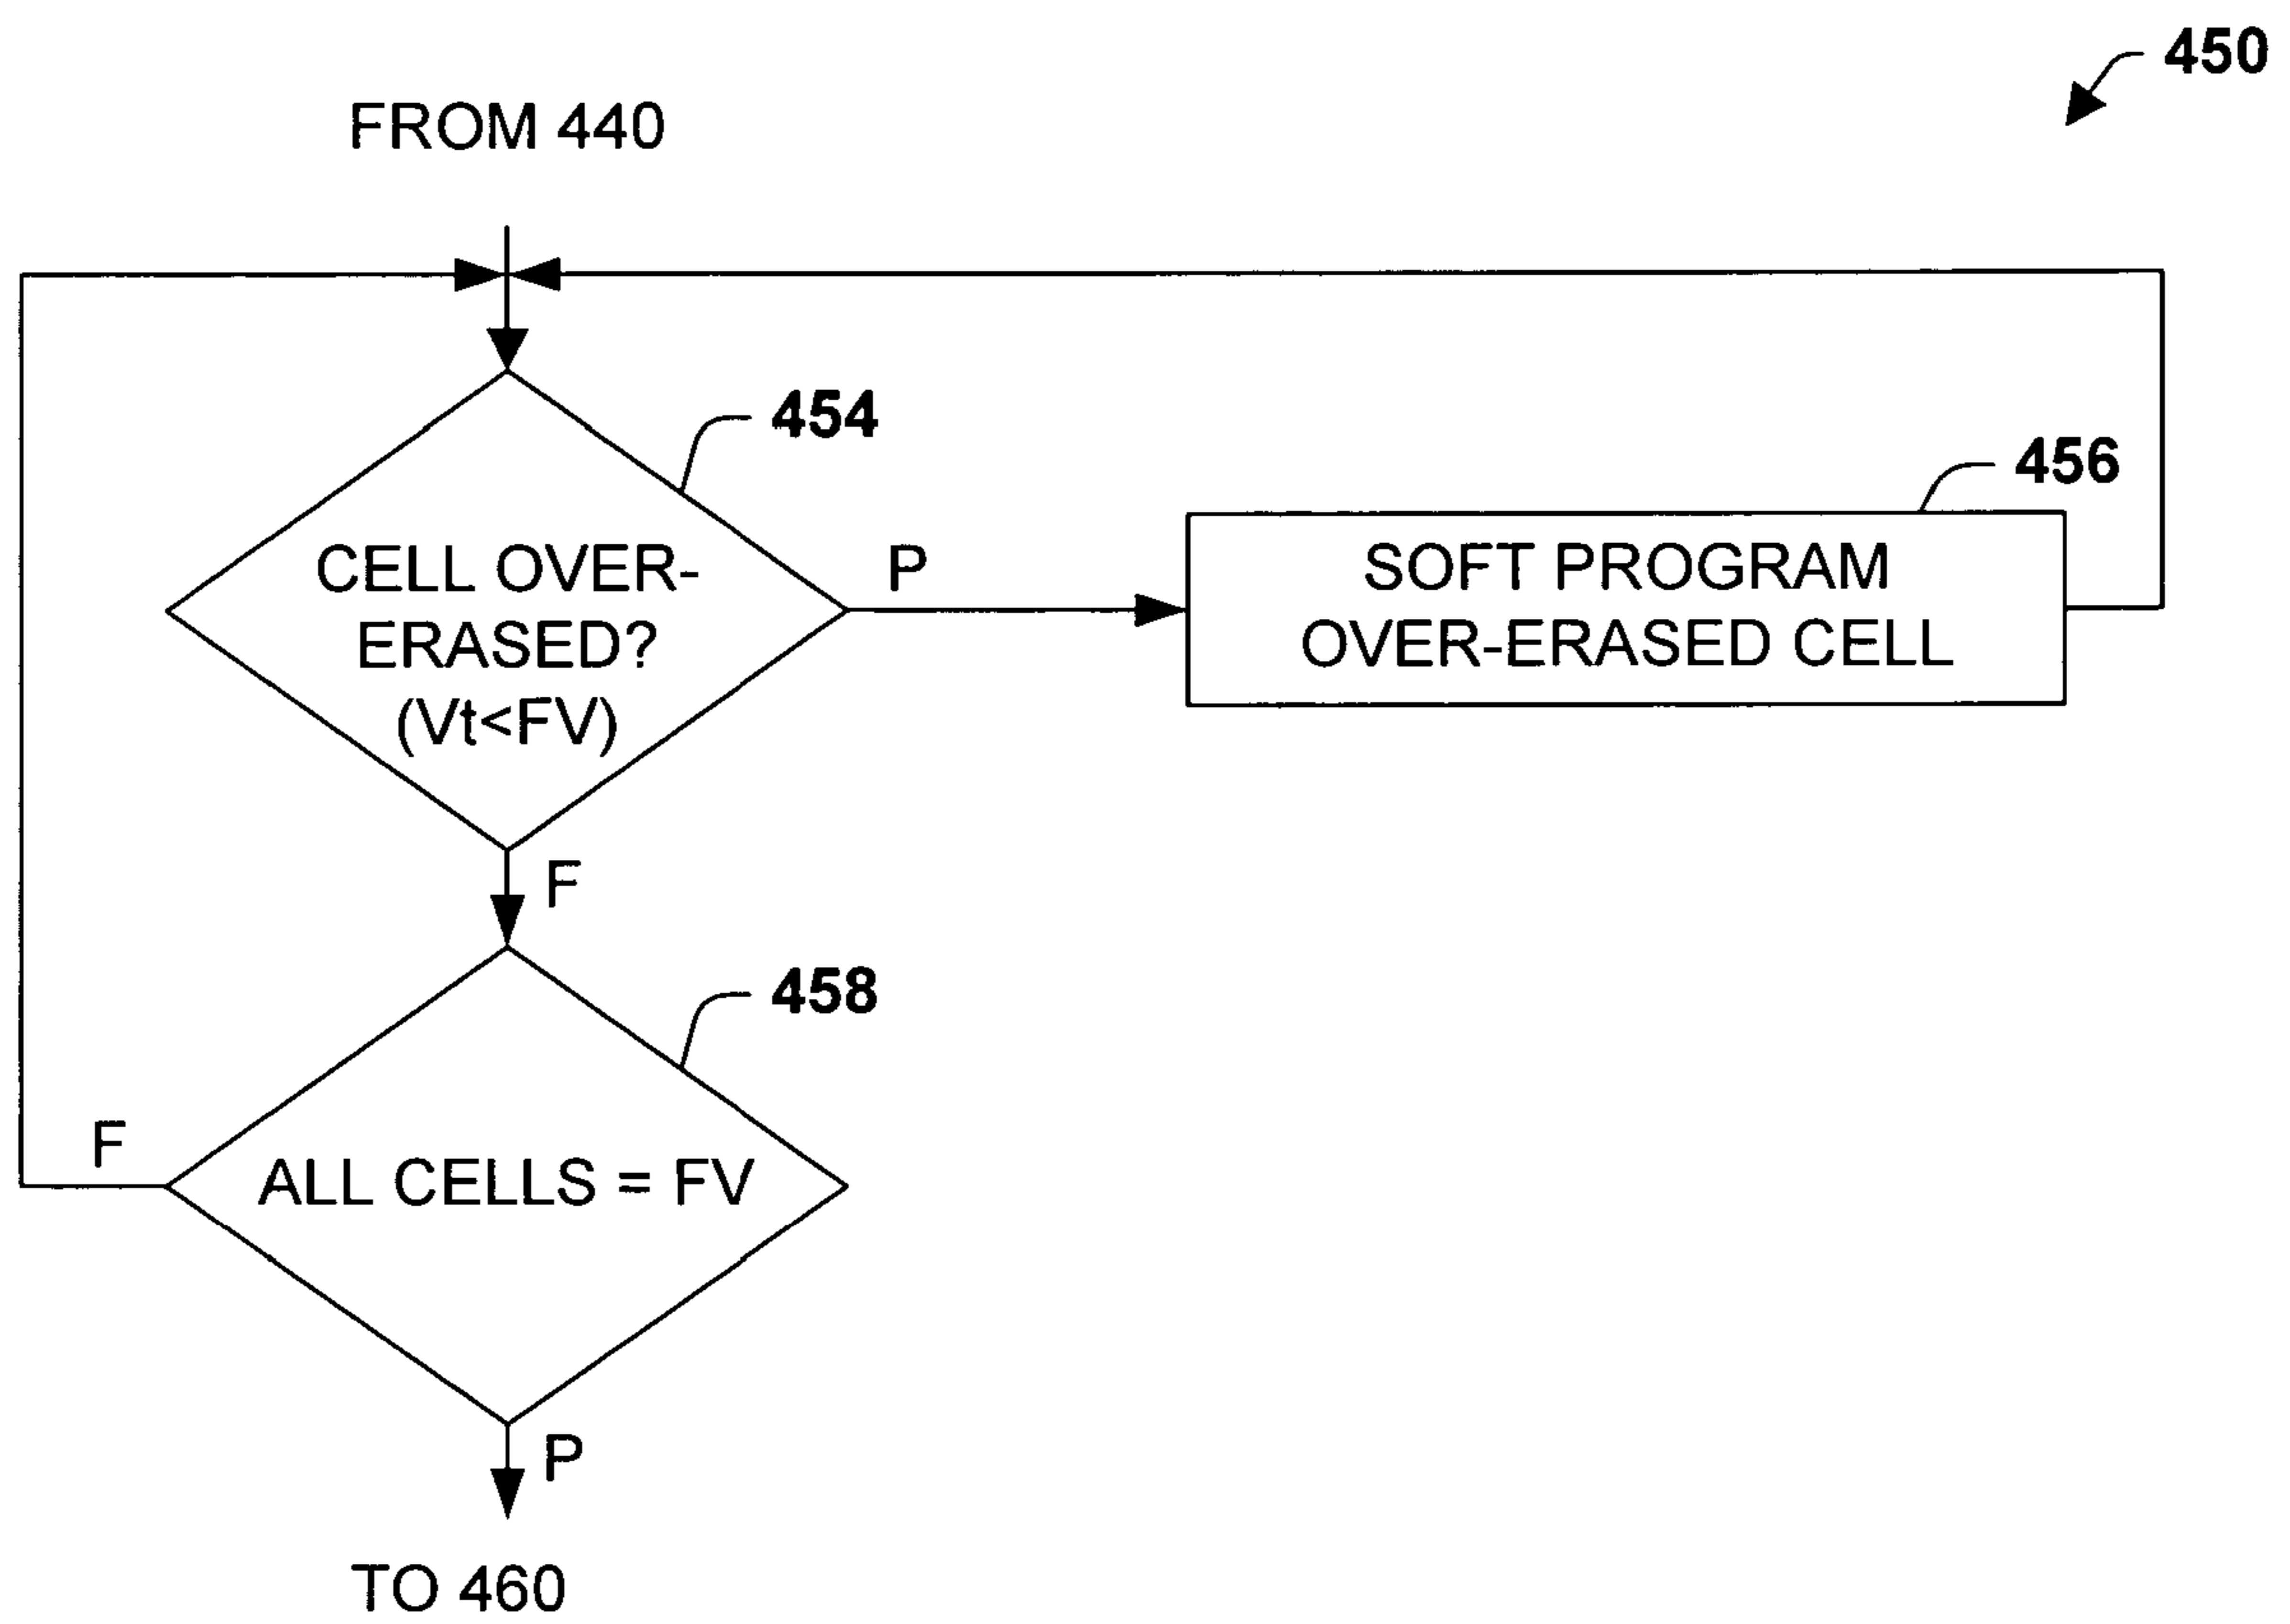 450
FROM 440
454
456
CELL OVER-
ERASED?
(Vt<FV)
P
SOFT PROGRAM
OVER-ERASED CELL
F
458
F
ALL CELLS = FV
P
TO 460